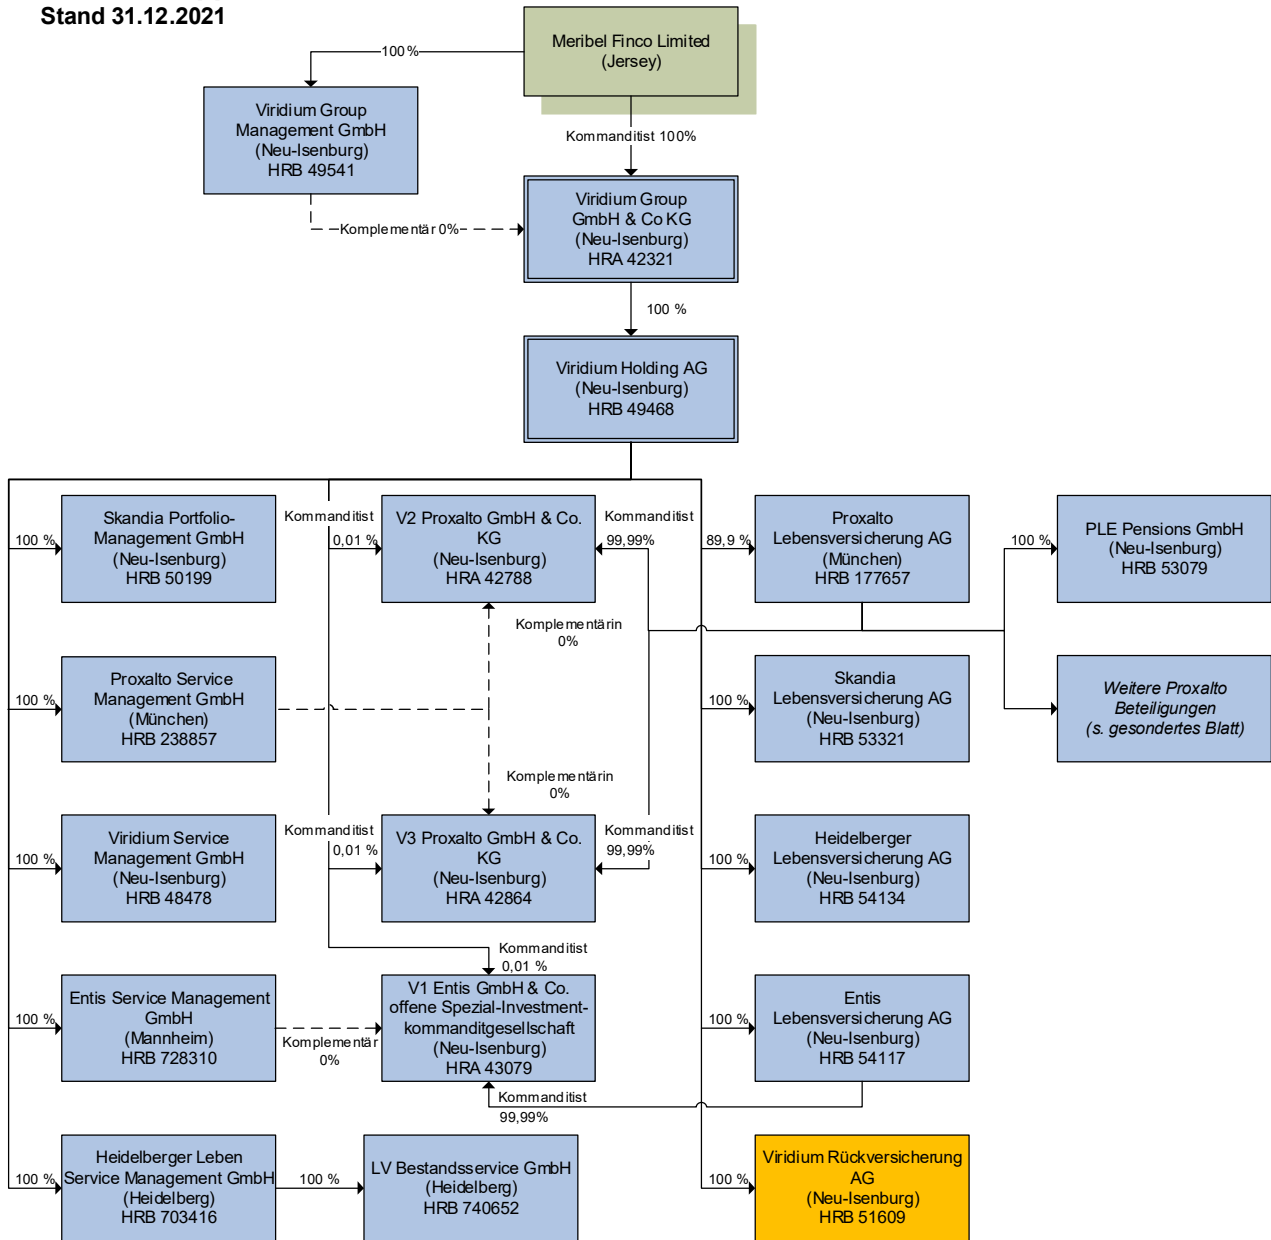 Stand 31.12.2021
Meribel Finco Limited
(Jersey)
100 %
Viridium Group
Management GmbH
(Neu-Isenburg)
HRB 49541
Kommanditist 100%
Viridium Group
GmbH & Co KG
(Neu-Isenburg)
HRA 42321
Komplementär 0%
100 %
Viridium Holding AG
(Neu-Isenburg)
HRB 49468
100 %
Skandia Portfolio-
Management GmbH
(Neu-Isenburg)
HRB 50199
Kommanditist
0,01 %
V2 Proxalto GmbH & Co.
KG
(Neu-Isenburg)
HRA 42788
Kommanditist
99,99%
89,9 %
Proxalto
Lebensversicherung AG
(München)
HRB 177657
100 %
PLE Pensions GmbH
(Neu-Isenburg)
HRB 53079
Komplementärin
0%
100 %
Proxalto Service
Management GmbH
(München)
HRB 238857
100 %
Skandia
Lebensversicherung AG
(Neu-Isenburg)
HRB 53321
Weitere Proxalto
Beteiligungen
(s. gesondertes Blatt)
Komplementärin
0%
100 %
Viridium Service
Management GmbH
(Neu-Isenburg)
HRB 48478
Kommanditist
0,01 %
V3 Proxalto GmbH & Co.
KG
(Neu-Isenburg)
HRA 42864
Kommanditist
99,99%
100 %
Heidelberger
Lebensversicherung AG
(Neu-Isenburg)
HRB 54134
Kommanditist
0,01 %
100 %
Entis Service Management
GmbH
(Mannheim)
HRB 728310
Komplementär
0%
V1 Entis GmbH & Co.
offene Spezial-Investment-
kommanditgesellschaft
(Neu-Isenburg)
HRA 43079
100 %
Entis
Lebensversicherung AG
(Neu-Isenburg)
HRB 54117
Kommanditist
99,99%
100 %
Heidelberger Leben
Service Management GmbH
(Heidelberg)
HRB 703416
100 %
LV Bestandsservice GmbH
(Heidelberg)
HRB 740652
100 %
Viridium Rückversicherung
AG
(Neu-Isenburg)
HRB 51609